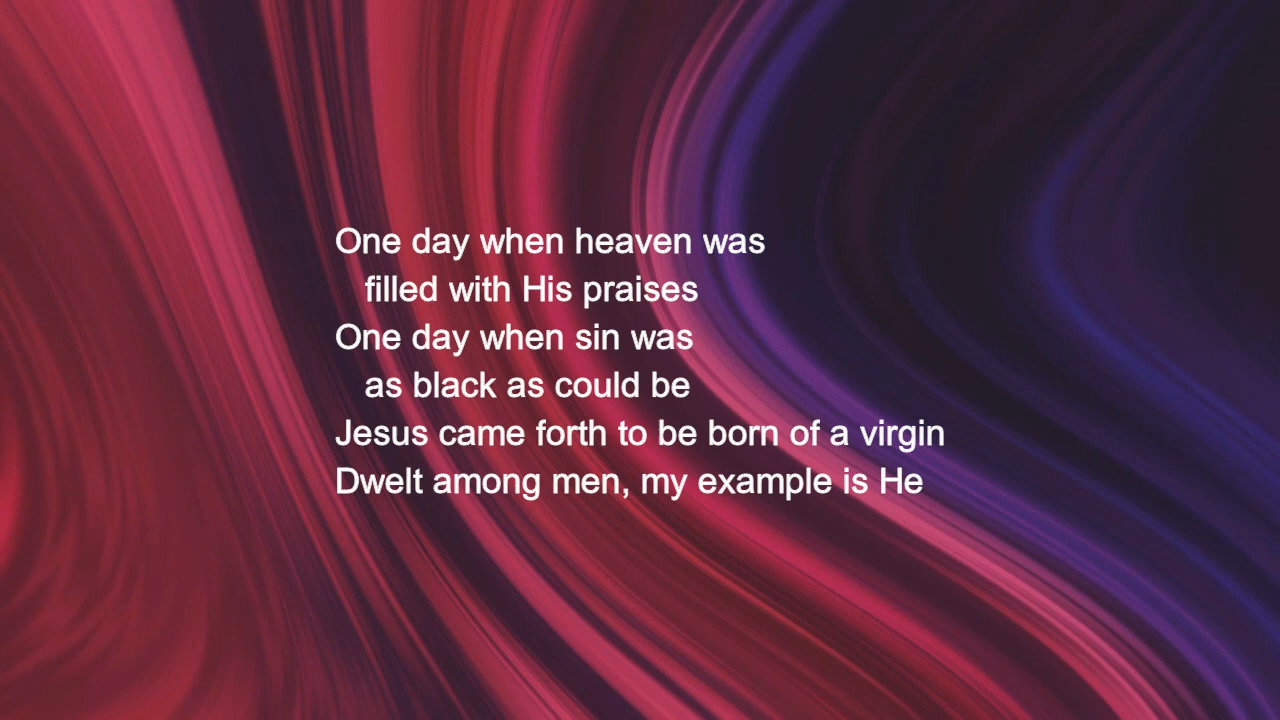 One day when heaven was
filled with His praises
One day when sin was
as black as could be
Jesus came forth to be born of a virgin
Dwelt among men, my example is He